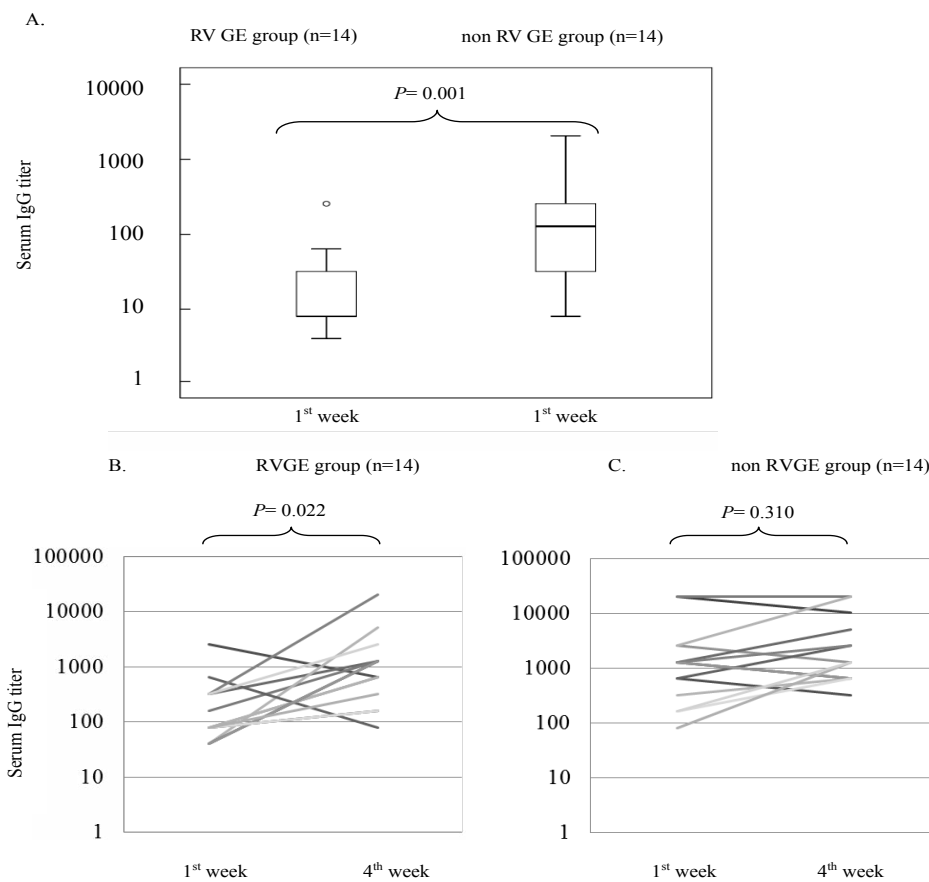 A.
RV GE group (n=14) non RV GE group (n=14)
P= 0.001
10000
1000
100
10
1
Serum IgG titer
1st week 1st week
B. RVGE group (n=14) C. non RVGE group (n=14)
P= 0.022 P= 0.310
100000 100000
10000 10000
1000 1000
100 100
10 10
1 1
Serum IgG titer
1st week 4th week 1st week 4th week